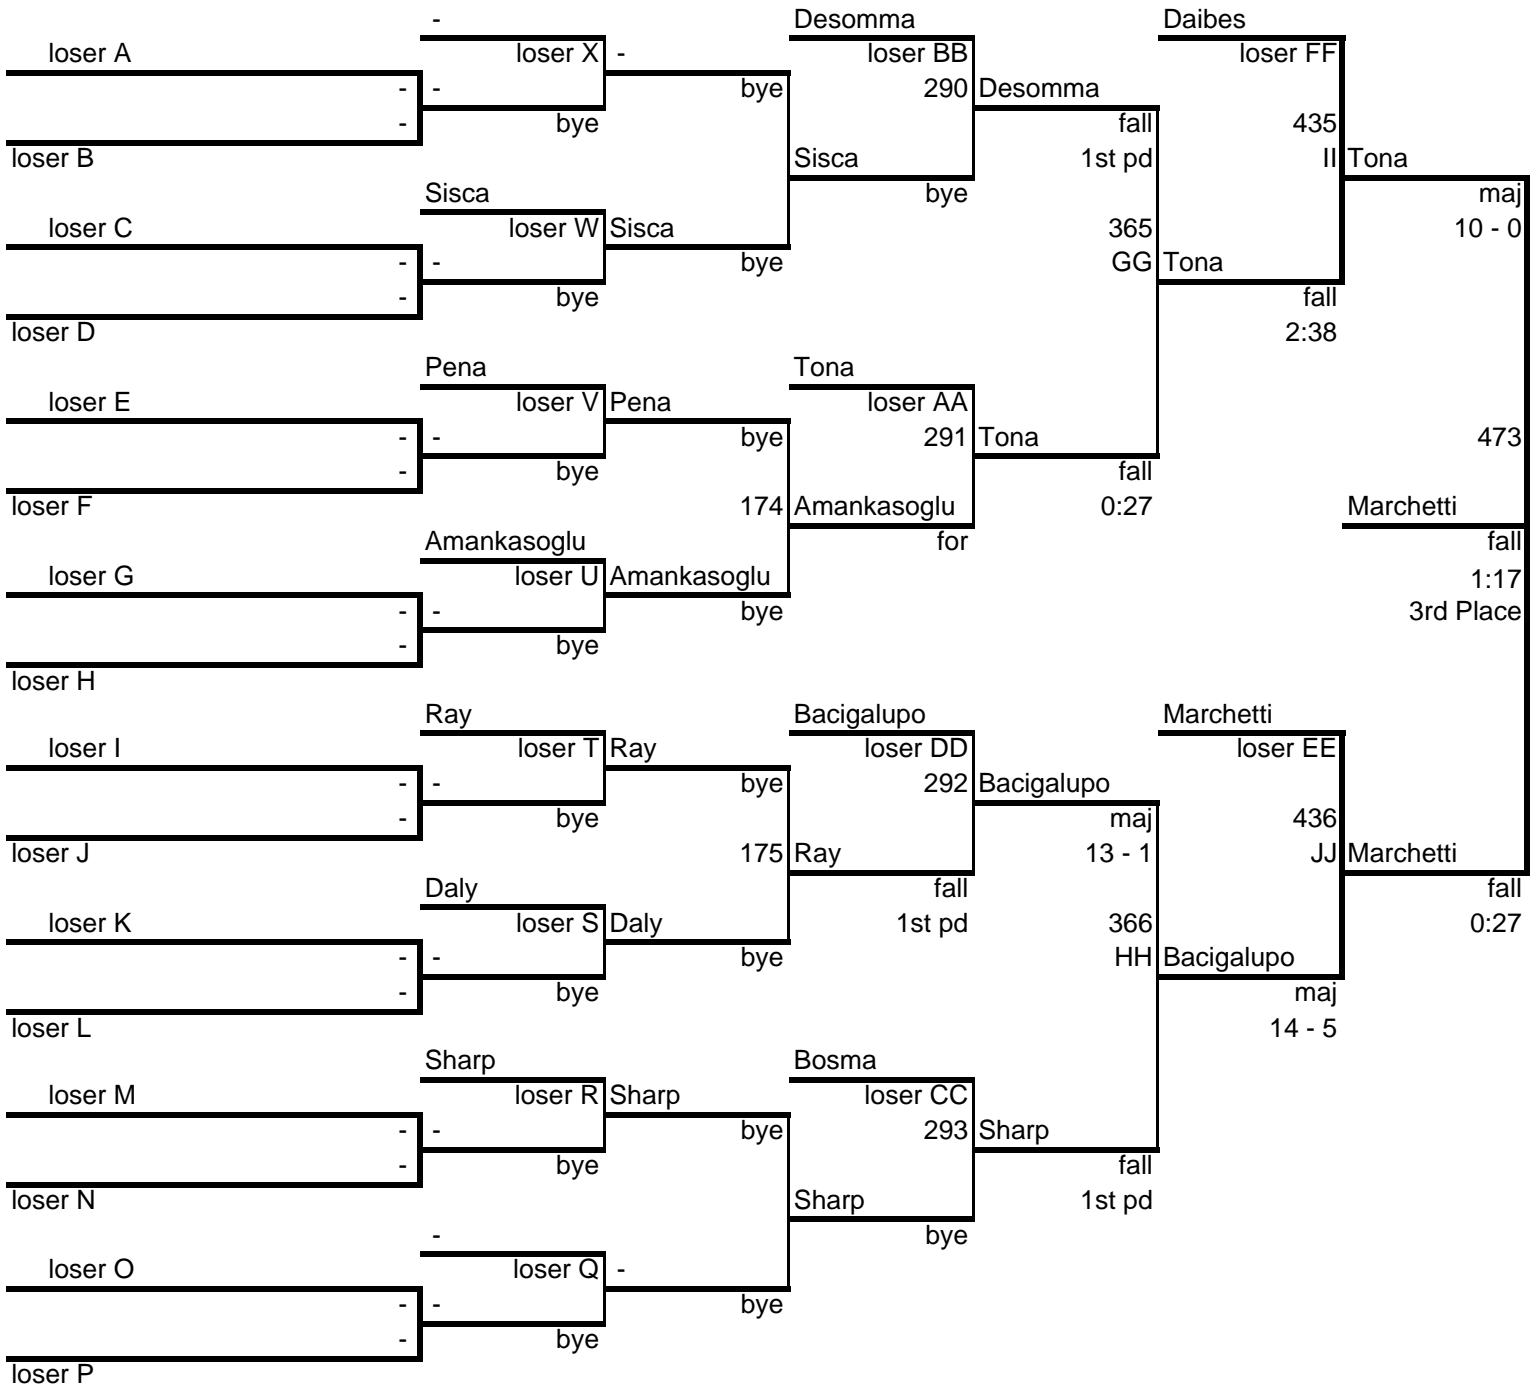 -
Desomma
Daibes
loser A
loser X
-
loser BB
loser FF
-
-
bye
290
Desomma
-
bye
fall
435
loser B
Sisca
1st pd
II
Tona
Sisca
bye
maj
loser C
loser W
Sisca
365
10 - 0
-
-
bye
GG
Tona
-
bye
fall
loser D
2:38
Pena
Tona
loser E
loser V
Pena
loser AA
-
-
bye
291
Tona
473
-
bye
fall
loser F
174
Amankasoglu
0:27
Marchetti
Amankasoglu
for
fall
loser G
loser U
Amankasoglu
1:17
-
-
bye
3rd Place
-
bye
loser H
Ray
Bacigalupo
Marchetti
loser I
loser T
Ray
loser DD
loser EE
-
-
bye
292
Bacigalupo
-
bye
maj
436
loser J
175
Ray
13 - 1
JJ
Marchetti
Daly
fall
fall
loser K
loser S
Daly
1st pd
366
0:27
-
-
bye
HH
Bacigalupo
-
bye
maj
loser L
14 - 5
Sharp
Bosma
loser M
loser R
Sharp
loser CC
-
-
bye
293
Sharp
-
bye
fall
loser N
Sharp
1st pd
-
bye
loser O
loser Q
-
-
-
bye
-
bye
loser P